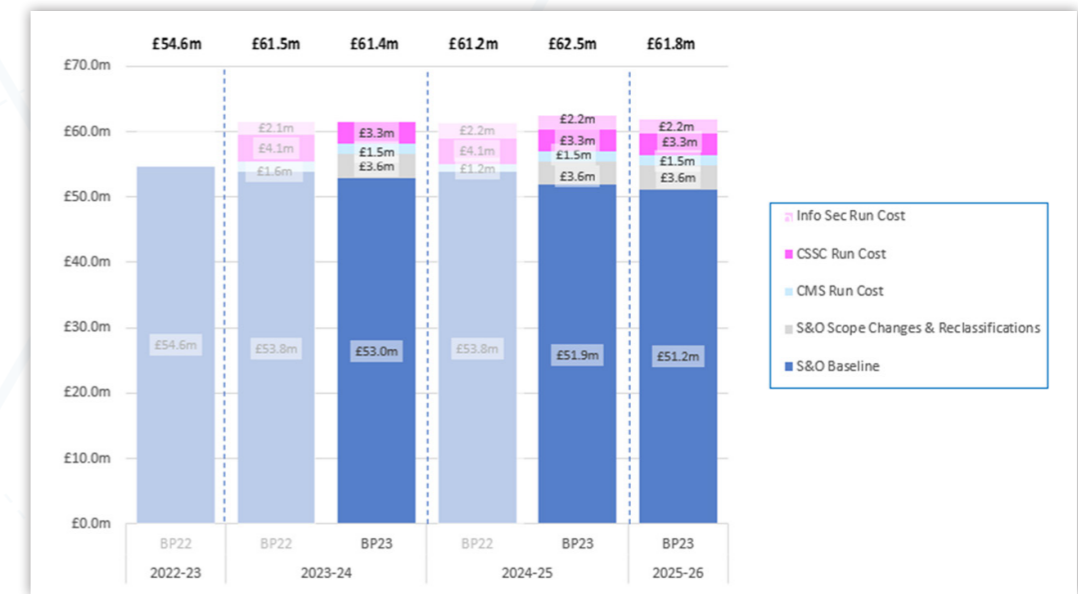 £54.6m £61.5m £61.4m £61.2m £62.5m £61.8m
£70.0m
£60.0m
£50.0m
£40.0m
£30.0m
£20.0m
£10.0m
£0.0m
£54.6m
£2.1m
£4.1m
£1.6m
£53.8m
£3.3m
£1.5m
£3.6m
£53.0m
£2.2m
£4.1m
£1.2m
£53.8m
£2.2m
£3.3m
£1.5m
£3.6m
£51.9m
£2.2m
£3.3m
£1.5m
£3.6m
£51.2m
BP22 BP22 BP23 BP22 BP23 BP23
2022-23 2023-24 2024-25 2025-26
Info Sec Run Cost
CSSC Run Cost
CMS Run Cost
S&O Scope Changes & Reclassifications
S&O Baseline